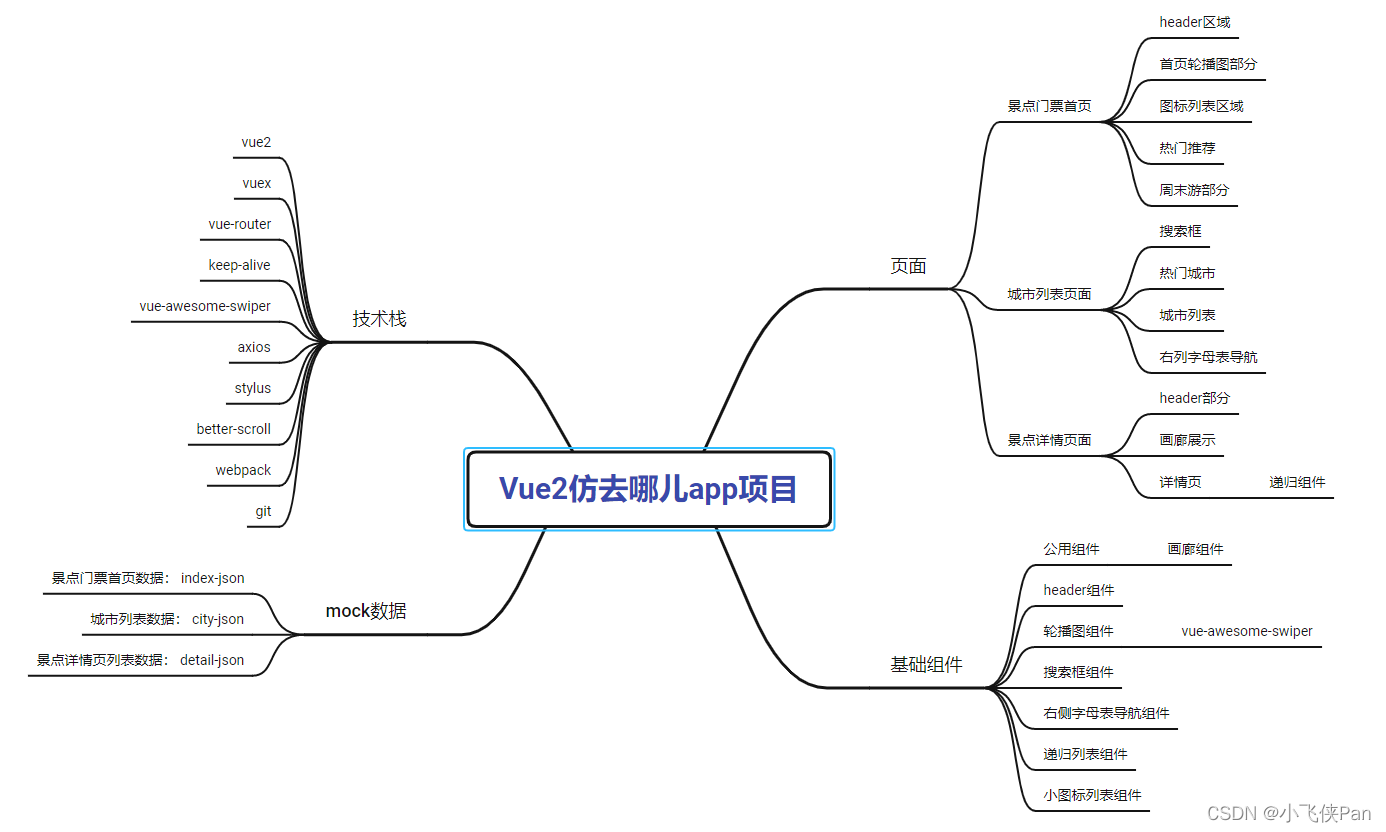 Vue2仿去哪儿app项目
技术栈
vue2
vuex
vue-router
keep-alive
vue-awesome-swiper
axios
stylus
better-scroll
webpack
git
mock数据
景点门票首页数据： index-json
城市列表数据： city-json
景点详情页列表数据： detail-json
页面
景点门票首页
header区域
首页轮播图部分
图标列表区域
热门推荐
周末游部分
城市列表页面
搜索框
热门城市
城市列表
右列字母表导航
景点详情页面
header部分
画廊展示
详情页
递归组件
基础组件
公用组件
画廊组件
header组件
轮播图组件
vue-awesome-swiper
搜索框组件
右侧字母表导航组件
递归列表组件
小图标列表组件
CSDN @小飞侠Pan